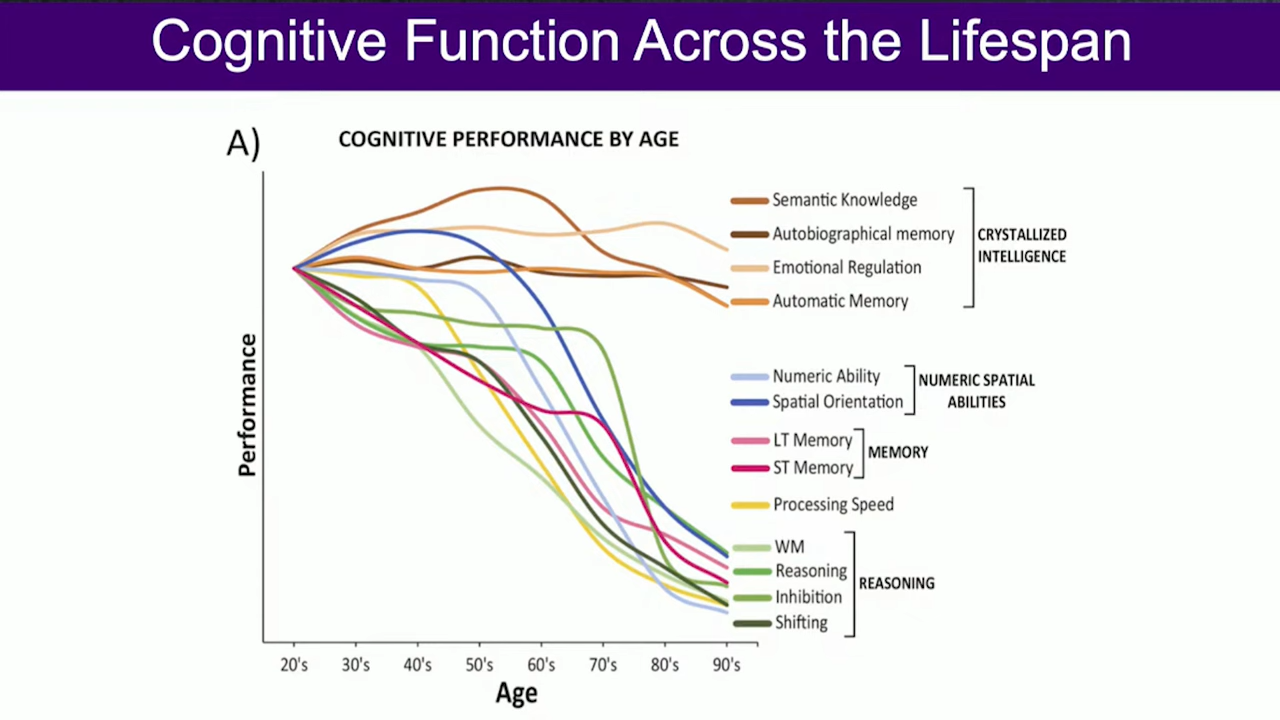 Cognitive Function Across the Lifespan
A)
COGNITIVE PERFORMANCE BY AGE
Semantic Knowledge
Autobiographical memory
Emotional Regulation
Automatic Memory
CRYSTALLIZED
INTELLIGENCE
Numeric Ability
Spatial Orientation
NUMERIC SPATIAL
ABILITIES
LT Memory
ST Memory
MEMORY
Processing Speed
WM
Reasoning
Inhibition
Shifting
REASONING
Performance
20's 30's 40's 50's 60's 70's 80's 90's
Age